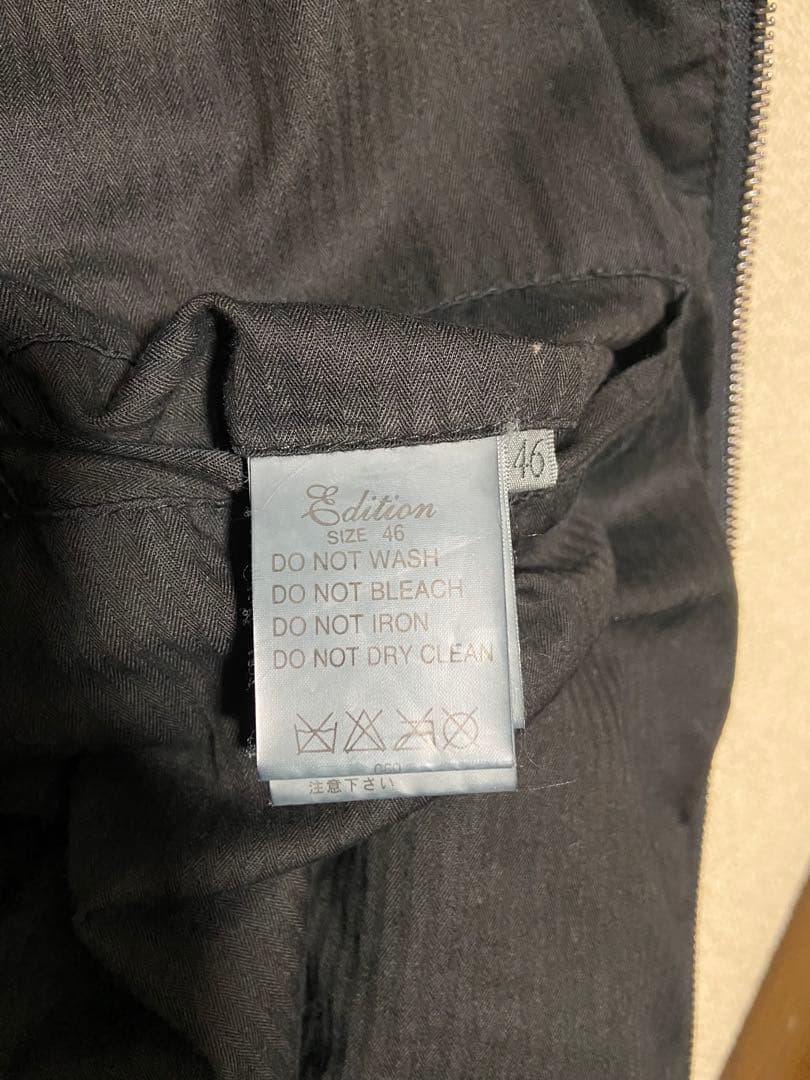 46
Edition
SIZE 46
DO NOT WASH
DO NOT BLEACH
DO NOT IRON
DO NOT DRY CLEAN
注意下さい